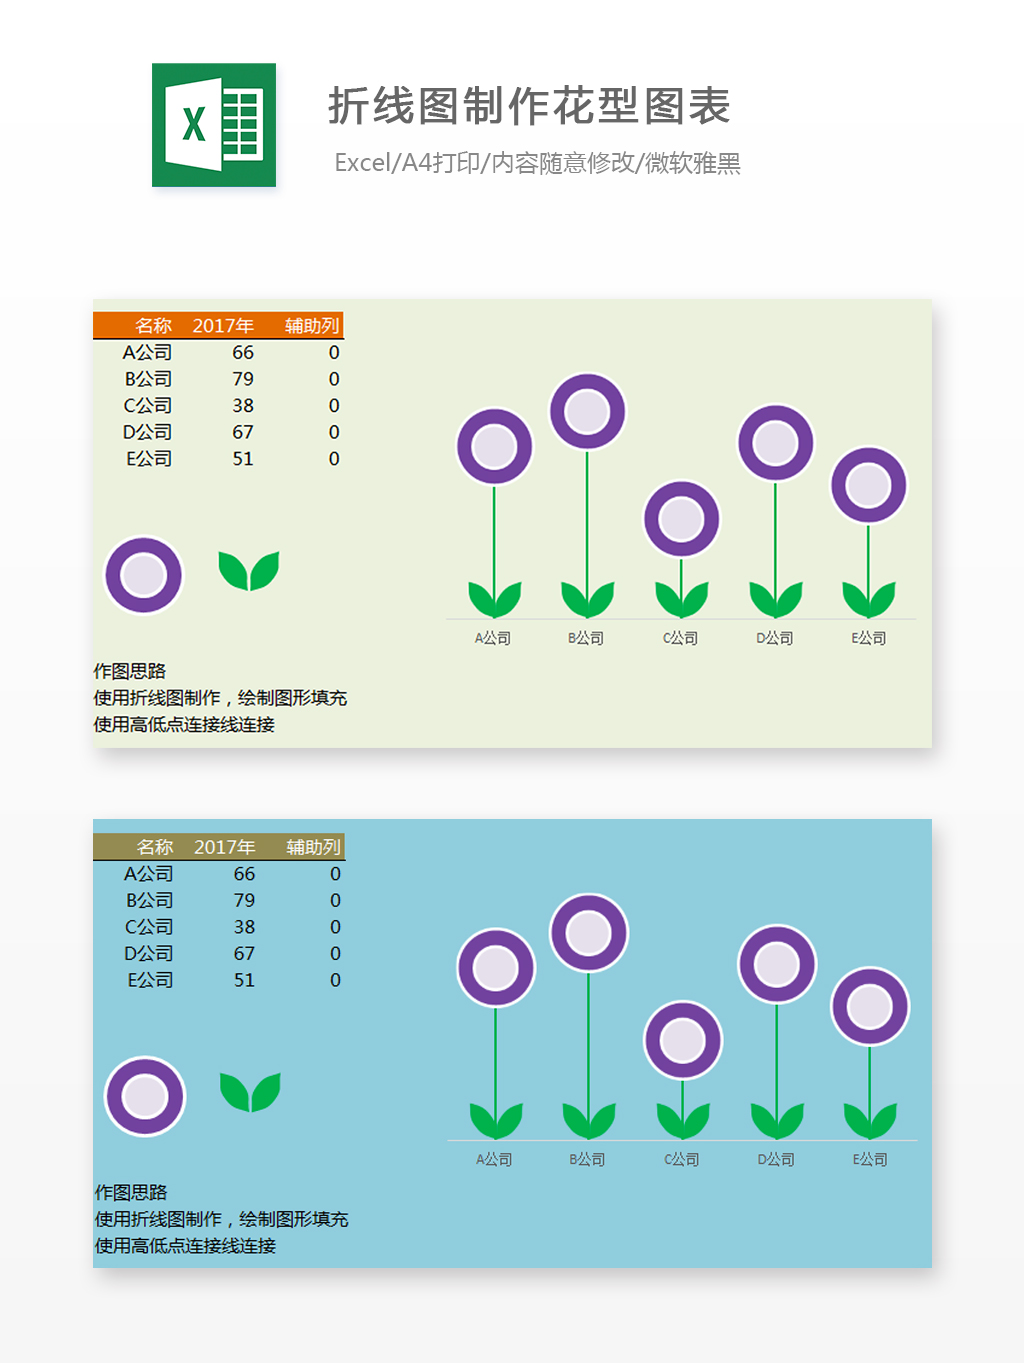 X
折线图制作花型图表
Excel/A4打印/内容随意修改/微软雅黑
名称 2017年 辅助列
A公司 66 0
B公司 79 0
C公司 38 0
D公司 67 0
E公司 51 0
A公司 B公司 C公司 D公司 E公司
作图思路
使用折线图制作，绘制图形填充
使用高低点连接线连接
名称 2017年 辅助列
A公司 66 0
B公司 79 0
C公司 38 0
D公司 67 0
E公司 51 0
A公司 B公司 C公司 D公司 E公司
作图思路
使用折线图制作，绘制图形填充
使用高低点连接线连接